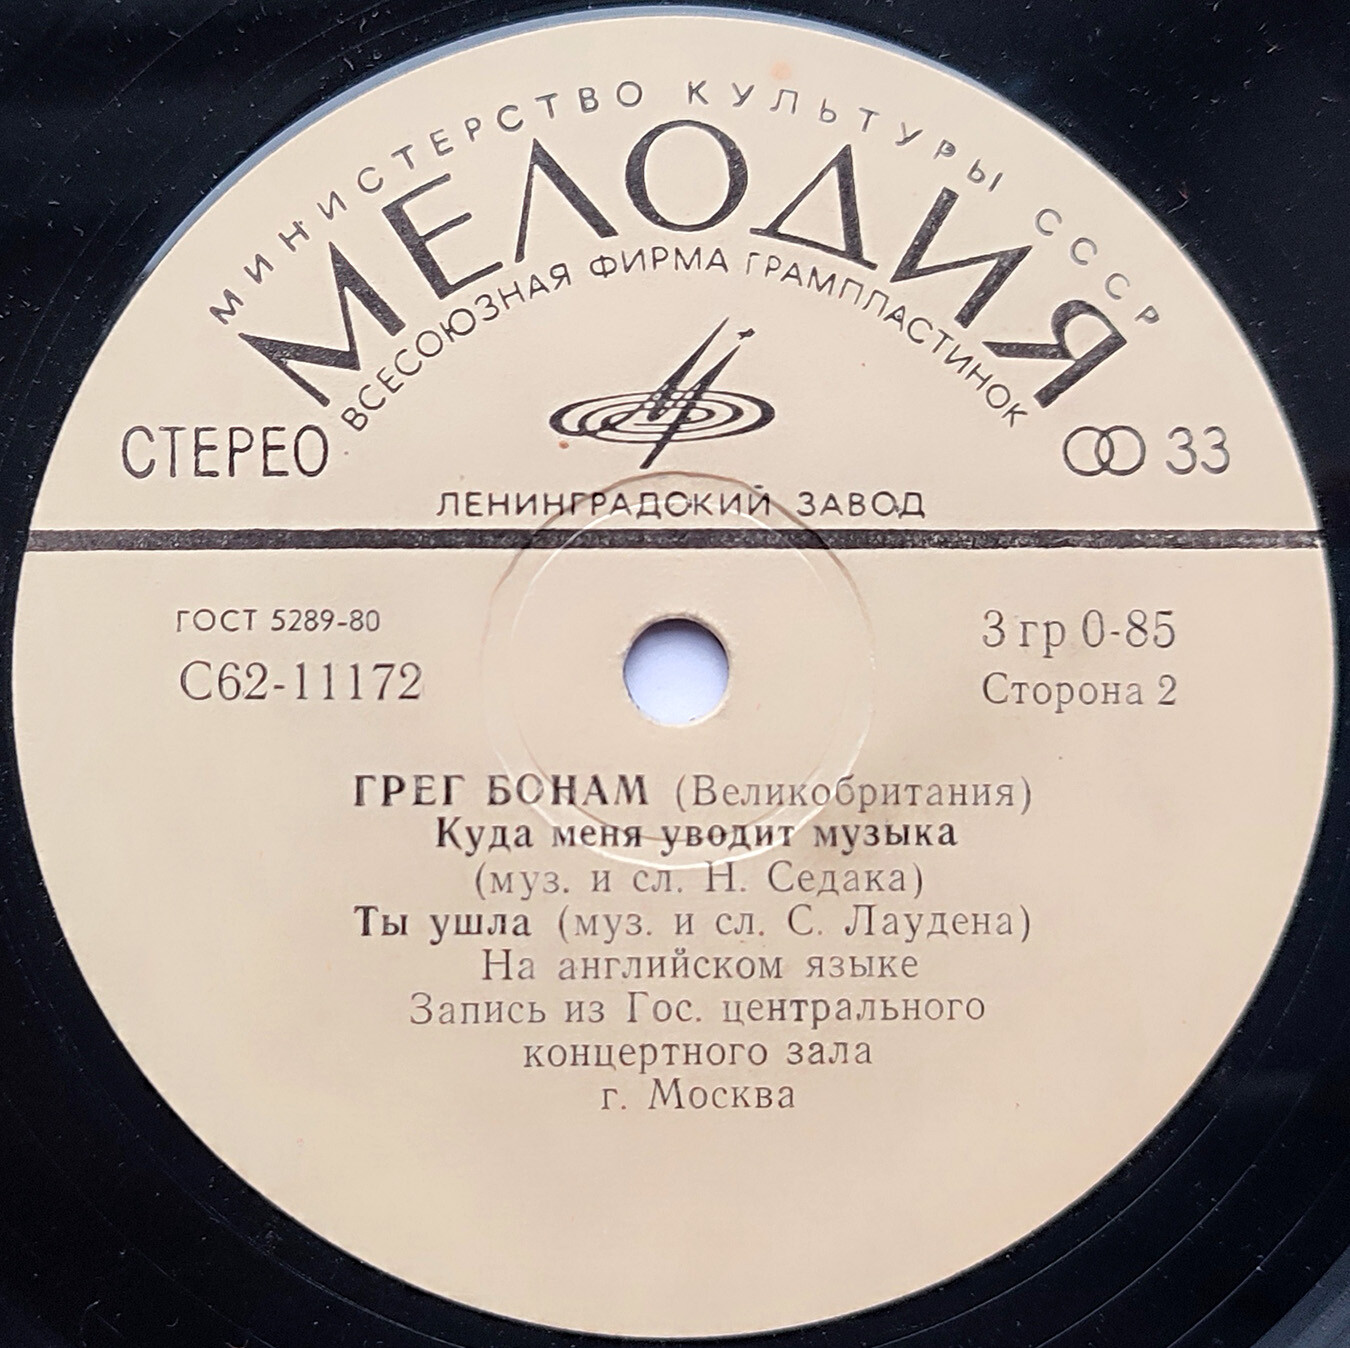 МИНИСТЕРСТВО КУЛЬТУРЫ СССР
МЕЛОДИЯ
ВСЕСОЮЗНАЯ ФИРМА ГРАМПЛАСТИНОК
СТЕРЕО
33
ЛЕНИНГРАДСКИЙ ЗАВОД
ГОСТ 5289-80
С62-11172
3 гр 0-85
Сторона 2
ГРЕГ БОНАМ (Великобритания)
Куда меня уводит музыка
(муз. и сл. Н. Седака)
Ты ушла (муз. и сл. С. Лаудена)
На английском языке
Запись из Гос. центрального
концертного зала
г. Москва